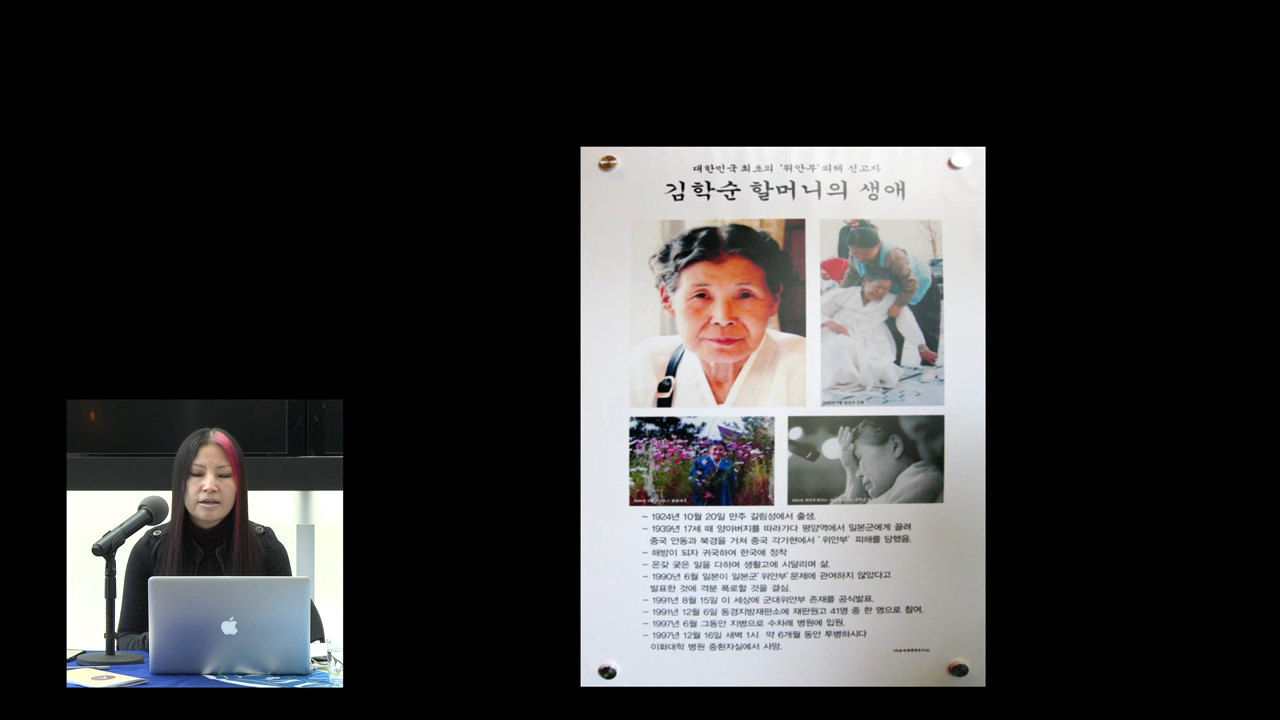 대한민국 최초의 '위안부' 피해 신고자
김학순 할머니의 생애
- 1924년 10월 20일 만주 길림성에서 출생.
- 1939년 17세 때 양아버지를 따라가다 평양역에서 일본군에게 끌려
중국 안동과 북경을 거쳐 중국 각가현에서 '위안부' 피해를 당했음.
- 해방이 되자 귀국하여 한국에 정착
- 온갖 궂은 일을 다하며 생활고에 시달리며 삶.
- 1990년 6월 일본이 일본군'위안부'문제에 관여하지 않았다고
발표한 것에 격분 폭로할 것을 결심.
- 1991년 8월 15일 이 세상에 군대위안부 존재를 공식발표.
- 1991년 12월 6일 동경지방재판소에 재판원고 41명 중 한 명으로 참여.
- 1997년 6월 그동안 지병으로 수차례 병원에 입원.
- 1997년 12월 16일 새벽 1시 약 6개월 동안 투병하시다
이화대학 병원 중환자실에서 사망.